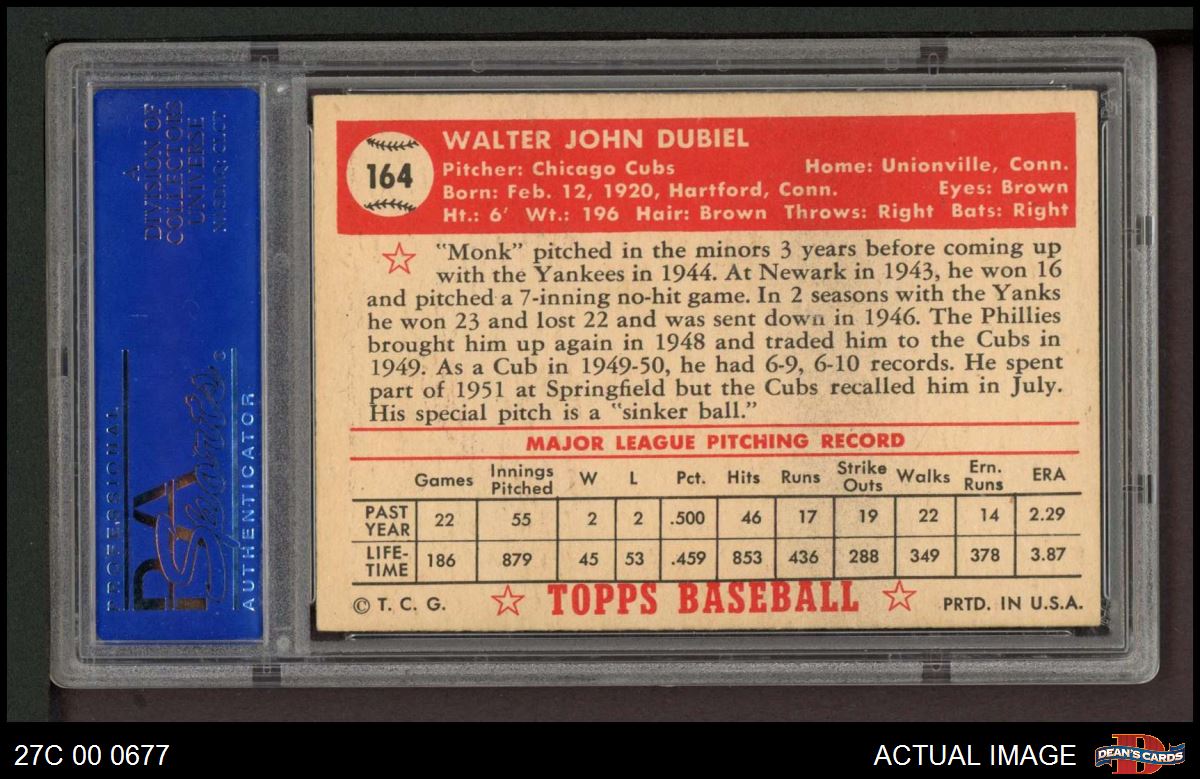 A
DIVISION OF
COLLECTORS
UNIVERSE
NASDAQ: CLCT
PROFESSIONAL
PSA
Sports
AUTHENTICATOR
164
WALTER JOHN DUBIEL
Pitcher: Chicago Cubs Home: Unionville, Conn.
Born: Feb. 12, 1920, Hartford, Conn. Eyes: Brown
Ht.: 6' Wt.: 196 Hair: Brown Throws: Right Bats: Right
"Monk" pitched in the minors 3 years before coming up
with the Yankees in 1944. At Newark in 1943, he won 16
and pitched a 7-inning no-hit game. In 2 seasons with the Yanks
he won 23 and lost 22 and was sent down in 1946. The Phillies
brought him up again in 1948 and traded him to the Cubs in
1949. As a Cub in 1949-50, he had 6-9, 6-10 records. He spent
part of 1951 at Springfield but the Cubs recalled him in July.
His special pitch is a "sinker ball."
MAJOR LEAGUE PITCHING RECORD
Games Innings Pitched W L Pct. Hits Runs Strike Outs Walks Ern. Runs ERA
PAST YEAR 22 55 2 2 .500 46 17 19 22 14 2.29
LIFE-TIME 186 879 45 53 .459 853 436 288 349 378 3.87
© T. C. G. TOPPS BASEBALL PRTD. IN U.S.A.
27C 00 0677 ACTUAL IMAGE DEAN'S CARDS